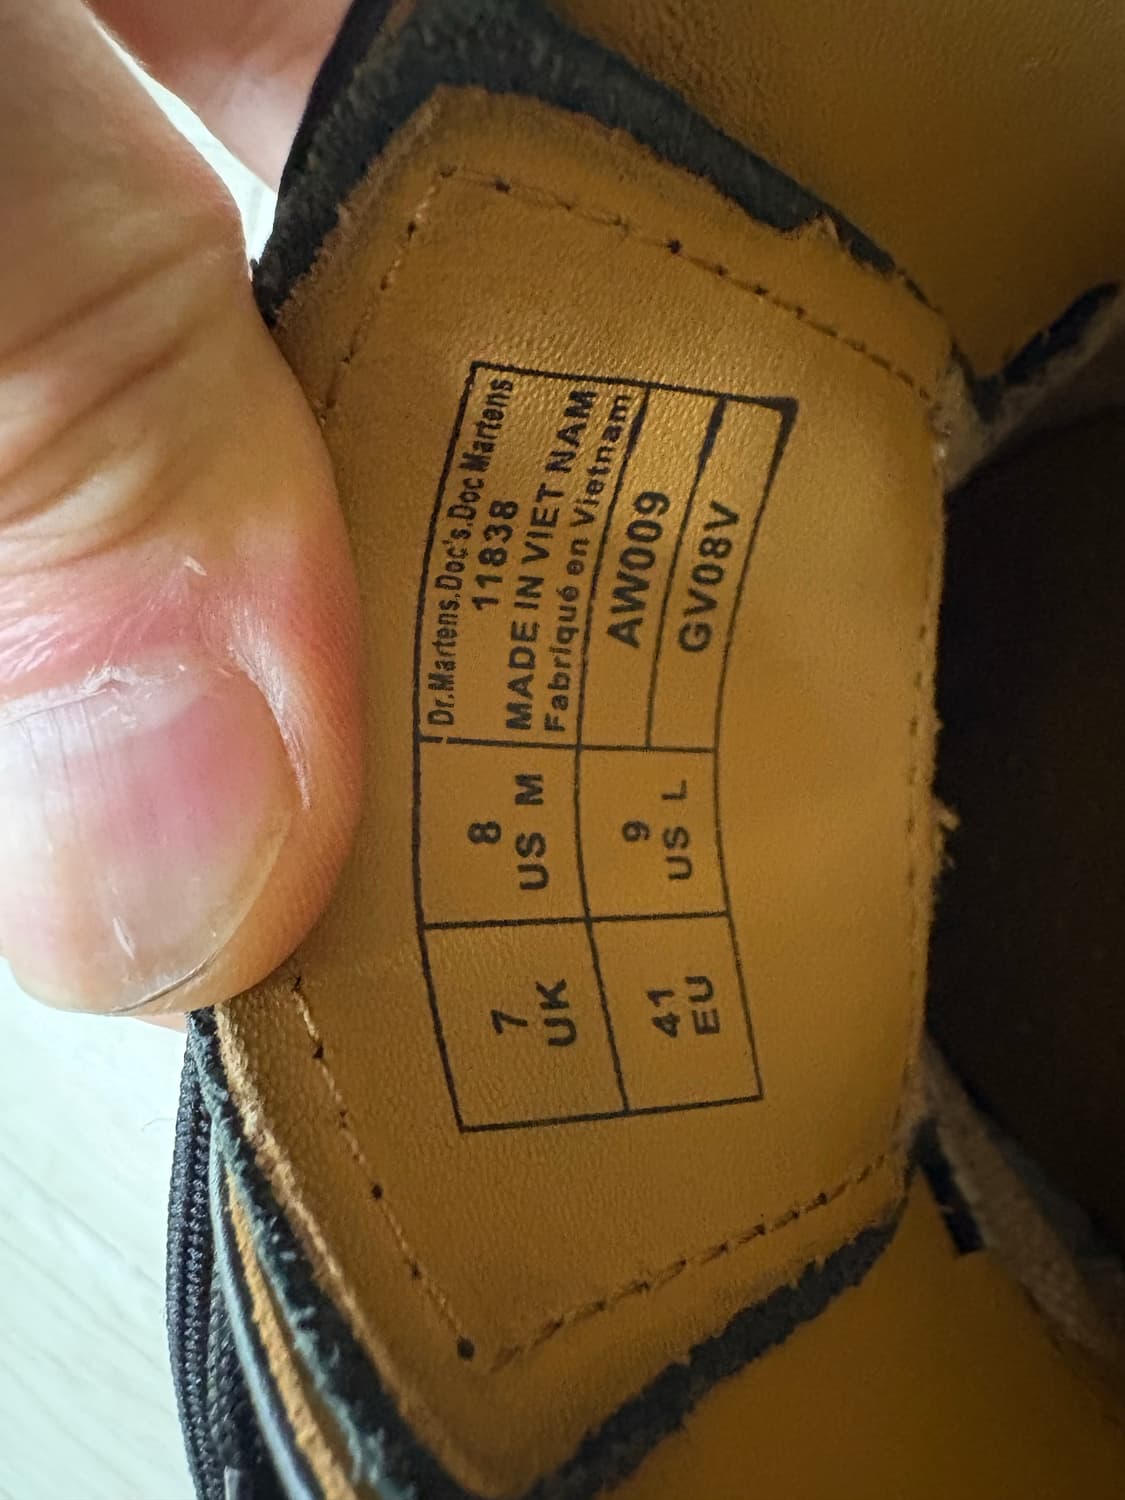 7
UK
8
US M
Dr.Martens.Doc's.Doc Martens
11838
MADE IN VIET NAM
Fabriqué en Vietnam
41
EU
9
US L
AW009
GV08V